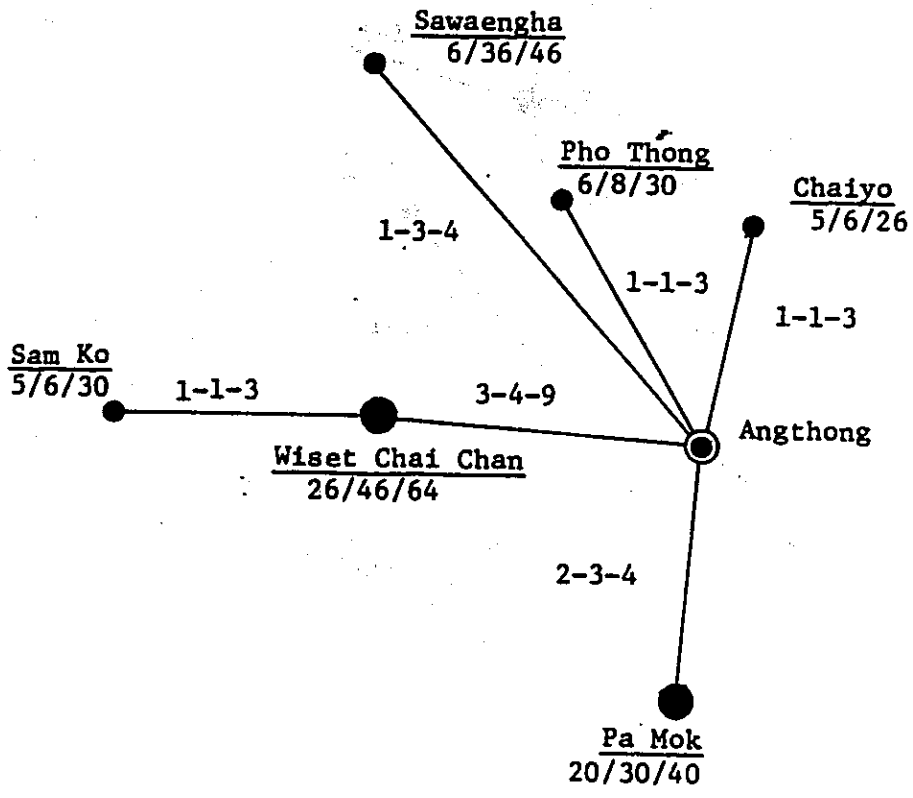 Sawaengha
6/36/46
Pho Thong
6/8/30
Chaiyo
5/6/26
1-3-4
1-1-3
1-1-3
Sam Ko
5/6/30
1-1-3
3-4-9
Angthong
Wiset Chai Chan
26/46/64
2-3-4
Pa Mok
20/30/40